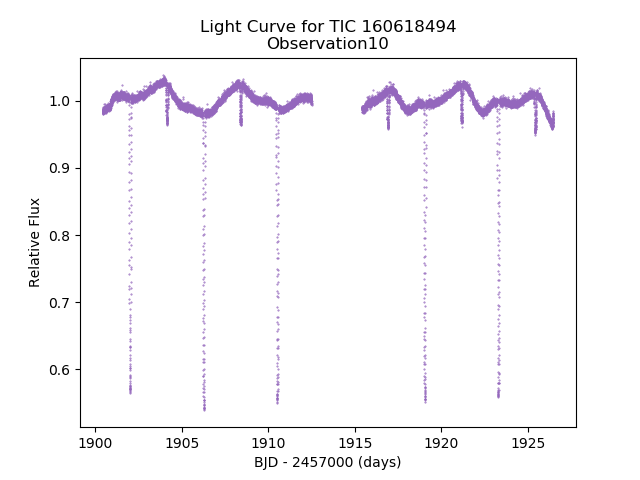 Light Curve for TIC 160618494
Observation10
1.0
0.9
0.8
0.7
0.6
Relative Flux
1900
1905
1910
1915
1920
1925
BJD - 2457000 (days)